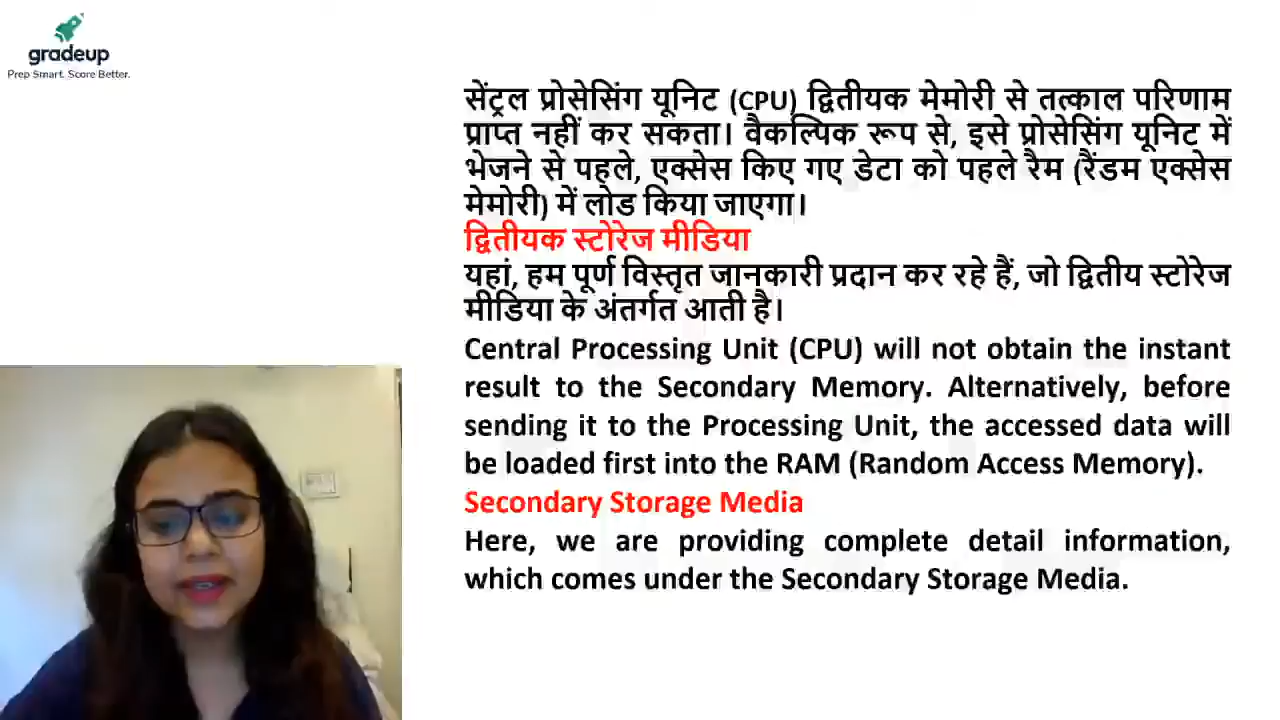 gradeup
Prep Smart. Score Better.
सेंट्रल प्रोसेसिंग यूनिट (CPU) द्वितीयक मेमोरी से तत्काल परिणाम
प्राप्त नहीं कर सकता। वैकल्पिक रूप से, इसे प्रोसेसिंग यूनिट में
भेजने से पहले, एक्सेस किए गए डेटा को पहले रैम (रैंडम एक्सेस
मेमोरी) में लोड किया जाएगा।
द्वितीयक स्टोरेज मीडिया
यहां, हम पूर्ण विस्तृत जानकारी प्रदान कर रहे हैं, जो द्वितीय स्टोरेज
मीडिया के अंतर्गत आती है।
Central Processing Unit (CPU) will not obtain the instant
result to the Secondary Memory. Alternatively, before
sending it to the Processing Unit, the accessed data will
be loaded first into the RAM (Random Access Memory).
Secondary Storage Media
Here, we are providing complete detail information,
which comes under the Secondary Storage Media.